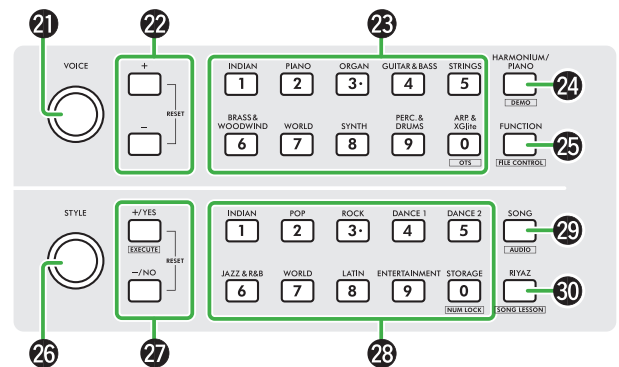 21 22 23 24
VOICE + INDIAN PIANO ORGAN GUITAR & BASS STRINGS HARMONIUM/
PIANO
1 2 3• 4 5
DEMO
RESET
BRASS &
WOODWIND WORLD SYNTH PERC. &
DRUMS ARP. &
XGlite FUNCTION
− 6 7 8 9 0 25
OTS FILE CONTROL
STYLE +/YES INDIAN POP ROCK DANCE 1 DANCE 2 SONG
1 2 3• 4 5 29
EXECUTE AUDIO
RESET
−/NO JAZZ & R&B WORLD LATIN ENTERTAINMENT STORAGE RIYAZ
6 7 8 9 0 30
NUM LOCK SONG LESSON
26 27 28